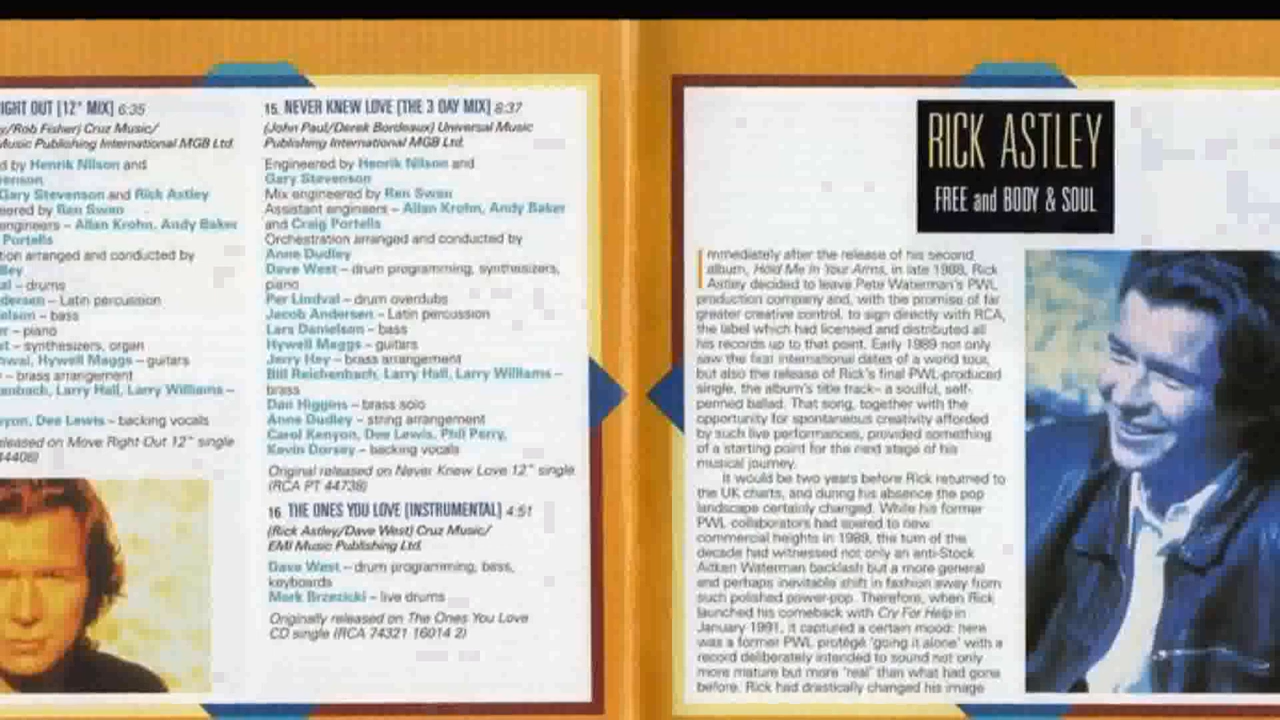 IGHT OUT [12" MIX] 6:35
y/Rob Fisher) Cruz Music/
Music Publishing International MGB Ltd.
d by Henrik Nilson and
venson
Gary Stevenson and Rick Astley
eered by Ren Swan
engineers – Allan Krohn, Andy Baker
Portells
tion arranged and conducted by
dley
al – drums
dersen – Latin percussion
elson – bass
r – piano
st – synthesizers, organ
Hywell Maggs – guitars
– brass arrangement
enbach, Larry Hall, Larry Williams –
nyon, Dee Lewis – backing vocals
eleased on Move Right Out 12" single
44408)
15. NEVER KNEW LOVE [THE 3 DAY MIX] 8:37
(John Paul/Derek Bordeaux) Universal Music
Publishing International MGB Ltd.
Engineered by Henrik Nilson and
Gary Stevenson
Mix engineered by Ren Swan
Assistant engineers – Allan Krohn, Andy Baker
and Craig Portells
Orchestration arranged and conducted by
Anne Dudley
Dave West – drum programming, synthesizers,
piano
Per Lindval – drum overdubs
Jacob Andersen – Latin percussion
Lars Danielson – bass
Hywell Maggs – guitars
Jerry Hey – brass arrangement
Bill Reichenbach, Larry Hall, Larry Williams –
brass
Dan Higgins – brass solo
Anne Dudley – string arrangement
Carol Kenyon, Dee Lewis, Phil Perry,
Kevin Dorsey – backing vocals
Original released on Never Knew Love 12" single
(RCA PT 44738)
16. THE ONES YOU LOVE [INSTRUMENTAL] 4:51
(Rick Astley/Dave West) Cruz Music/
EMI Music Publishing Ltd.
Dave West – drum programming, bass,
keyboards
Mark Brzezicki – live drums
Originally released on The Ones You Love
CD single (RCA 74321 16014 2)
RICK ASTLEY
FREE and BODY & SOUL
Immediately after the release of his second
album, Hold Me In Your Arms, in late 1988, Rick
Astley decided to leave Pete Waterman's PWL
production company and, with the promise of far
greater creative control, to sign directly with RCA,
the label which had licensed and distributed all
his records up to that point. Early 1989 not only
saw the first international dates of a world tour,
but also the release of Rick's final PWL-produced
single, the album's title track– a soulful, self-
penned ballad. That song, together with the
opportunity for spontaneous creativity afforded
by such live performances, provided something
of a starting point for the next stage of his
musical journey.
It would be two years before Rick returned to
the UK charts, and during his absence the pop
landscape certainly changed. While his former
PWL collaborators had soared to new
commercial heights in 1989, the turn of the
decade had witnessed not only an anti-Stock
Aitken Waterman backlash but a more general
and perhaps inevitable shift in fashion away from
such polished power-pop. Therefore, when Rick
launched his comeback with Cry For Help in
January 1991, it captured a certain mood: here
was a former PWL protégé 'going it alone' with a
record deliberately intended to sound not only
more mature but more 'real' than what had gone
before. Rick had drastically changed his image